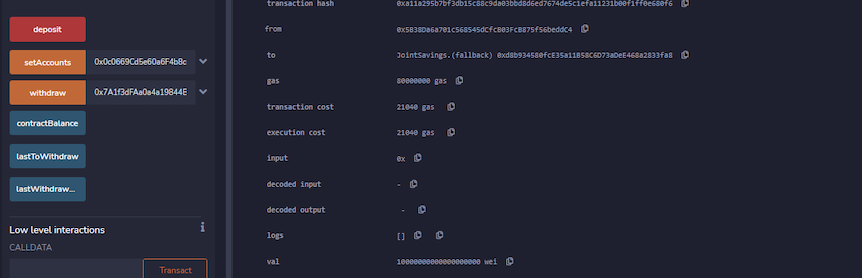 deposit
setAccounts 0x0c0669Cd5e60a6F4b8c
withdraw 0x7A1f3dFAa0a4a19844E
contractBalance
lastToWithdraw
lastWithdraw...
Low level interactions
CALLDATA
Transact
transaction hash
from 0x5B38Da6a701c568545dCfcB03FcB875f56beddC4
to JointSavings.(fallback) 0xd8b934580fcE35a11B58C6D73aDeE468a2833fa8
gas 80000000 gas
transaction cost 21040 gas
execution cost 21040 gas
input 0x
decoded input -
decoded output -
logs []
val
wei